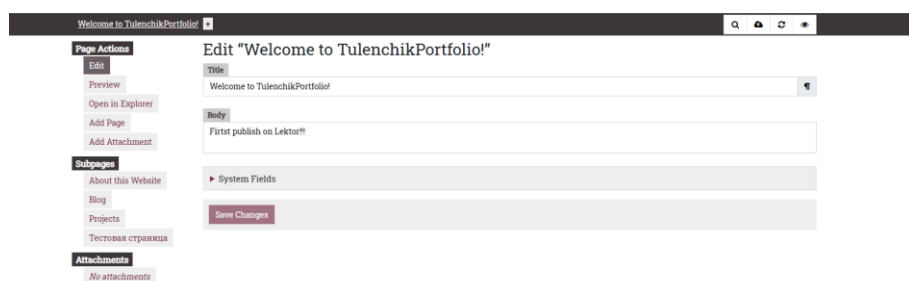 Welcome to TulenchikPortfolio! +
Page Actions
Edit
Preview
Open in Explorer
Add Page
Add Attachment
Subpages
About this Website
Blog
Projects
Тестовая страница
Attachments
No attachments
Edit “Welcome to TulenchikPortfolio!”
Title
Welcome to TulenchikPortfolio! ¶
Body
Firtst publish on Lektor!!!
System Fields
Save Changes